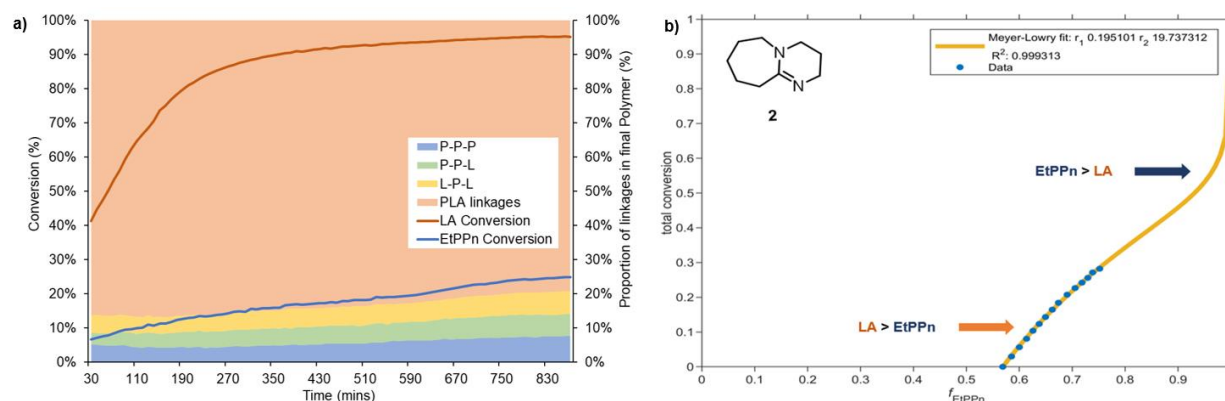 a)
100%
90%
80%
70%
60%
50%
40%
30%
20%
10%
0%
Conversion (%)
P-P-P
P-P-L
L-P-L
PLA linkages
LA Conversion
EtPPn Conversion
100%
90%
80%
70%
60%
50%
40%
30%
20%
10%
0%
Proportion of linkages in final Polymer (%)
30 110 190 270 350 430 510 590 670 750 830
Time (mins)
b)
1
0.9
0.8
0.7
0.6
0.5
0.4
0.3
0.2
0.1
0
total conversion
N
N
2
Meyer-Lowry fit: r1 0.195101 r2 19.737312
R2: 0.999313
Data
EtPPn > LA
LA > EtPPn
0 0.1 0.2 0.3 0.4 0.5 0.6 0.7 0.8 0.9
fEtPPn